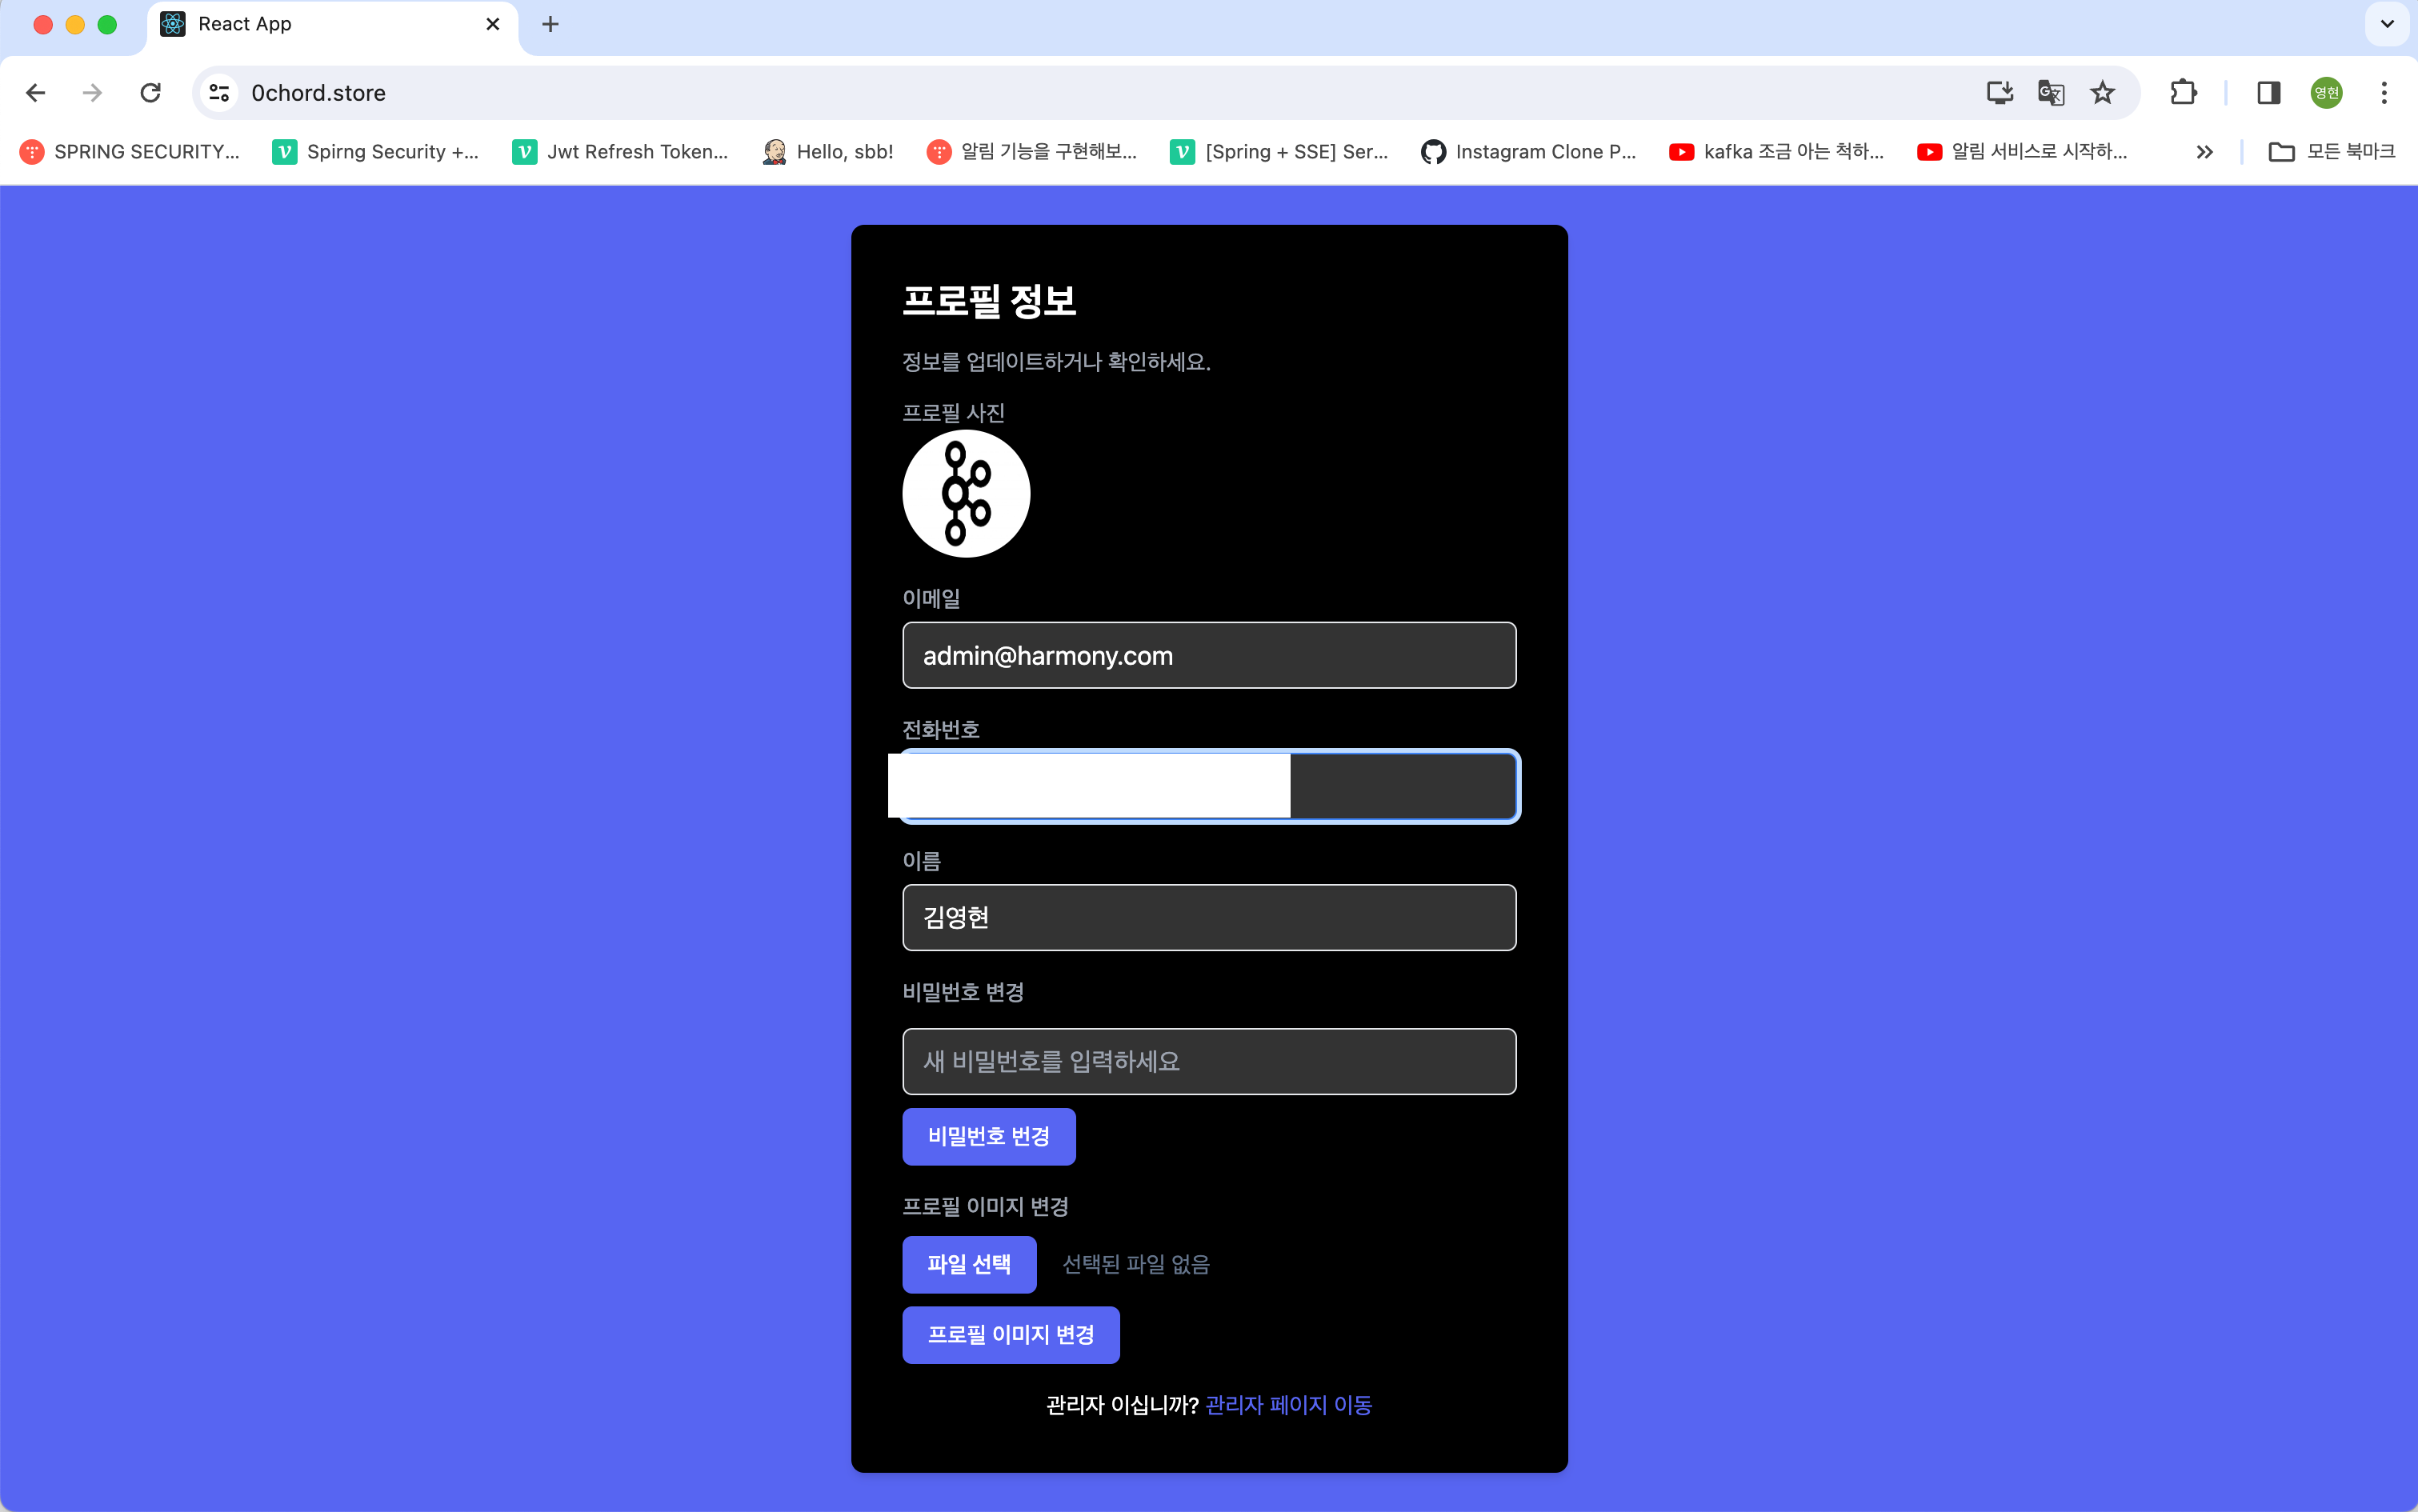 React App
0chord.store
영현
SPRING SECURITY...
Spirng Security +...
Jwt Refresh Token...
Hello, sbb!
알림 기능을 구현해보...
[Spring + SSE] Ser...
Instagram Clone P...
kafka 조금 아는 척하...
알림 서비스로 시작하...
모든 북마크
프로필 정보
정보를 업데이트하거나 확인하세요.
프로필 사진
이메일
admin@harmony.com
전화번호
이름
김영현
비밀번호 변경
새 비밀번호를 입력하세요
비밀번호 번경
프로필 이미지 변경
파일 선택 선택된 파일 없음
프로필 이미지 변경
관리자 이십니까? 관리자 페이지 이동